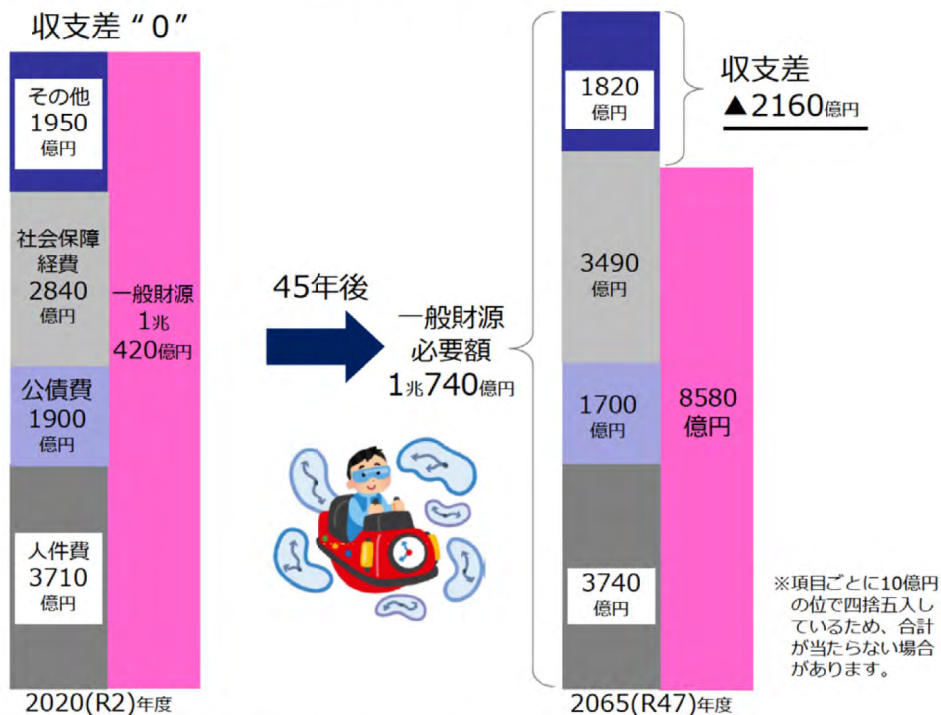 収支差 “0”
その他
1950
億円
社会保障
経費
2840
億円
公債費
1900
億円
人件費
3710
億円
一般財源
1兆
420億円
2020(R2)年度
45年後
一般財源
必要額
1兆740億円
1820
億円
3490
億円
1700
億円
3740
億円
8580
億円
2065(R47)年度
収支差
▲2160億円
※項目ごとに10億円
の位で四捨五入し
ているため、合計
が当たらない場合
があります。